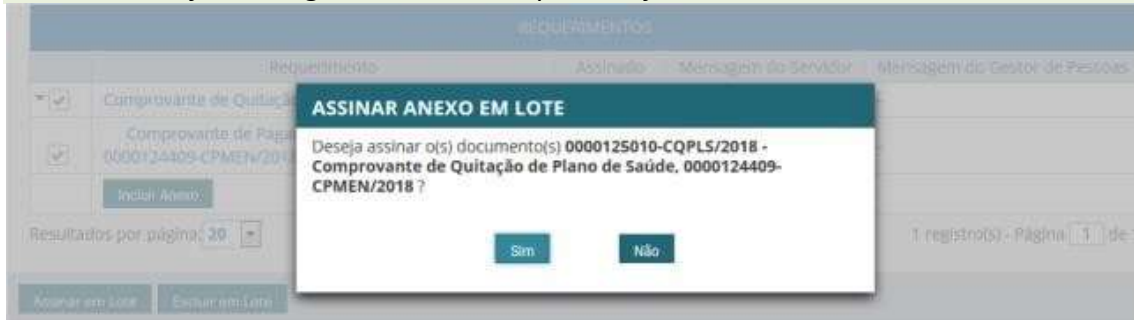 REQUERIMENTOS
Requerimento Assinado Mensagem do Servidor Mensagem do Gestor de Pessoas
Comprovante de Quitaçã
ASSINAR ANEXO EM LOTE
Comprovante de Paga
0000124409-CPMEN/201
Deseja assinar o(s) documento(s) 0000125010-CQPLS/2018 -
Comprovante de Quitação de Plano de Saúde, 0000124409-
CPMEN/2018 ?
Incluir Anexo
Resultados por página: 20
1 registro(s) - Página 1 de
Sim Não
Assinar em Lote Excluir em Lote